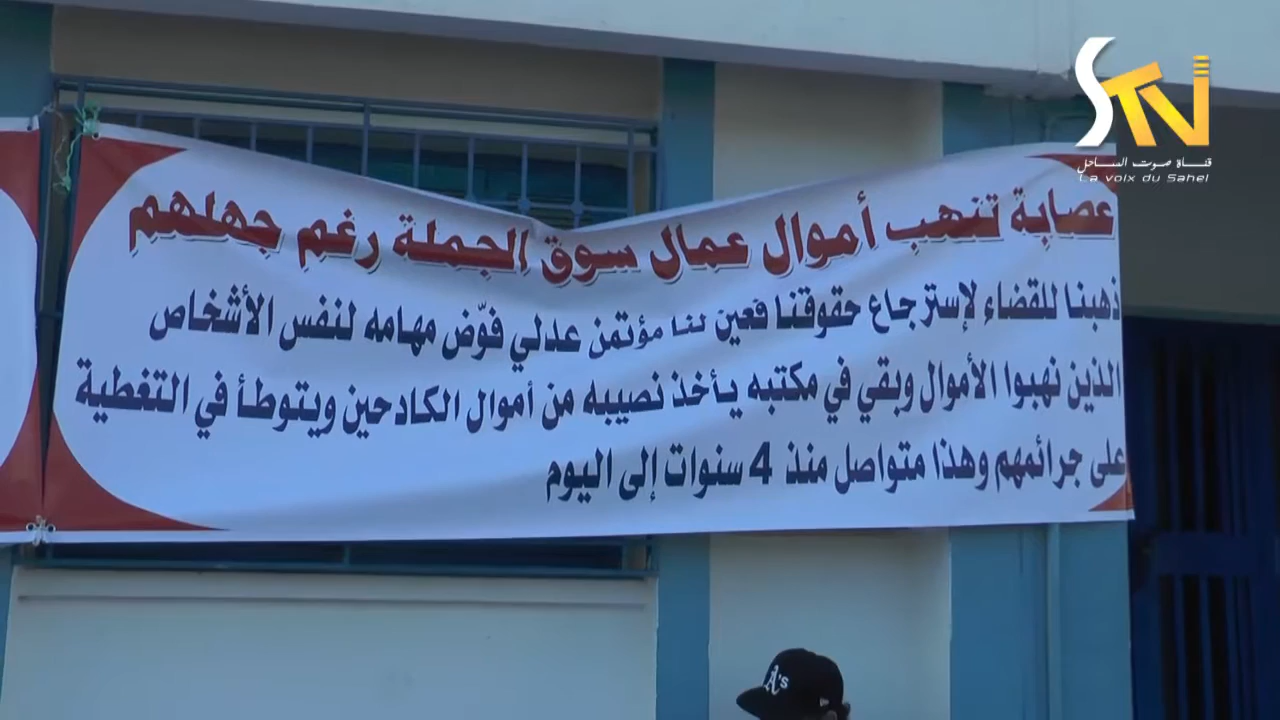 STV
قناة صوت الساحل
La voix du Sahel
عصابة تنهب أموال عمال سوق الجملة رغم جهلهم
ذهبنا للقضاء لإسترجاع حقوقنا فعين لنا مؤتمن عدلي فوّض مهامه لنفس الأشخاص
الذين نهبوا الأموال وبقي في مكتبه يأخذ نصيبه من أموال الكادحين ويتوطأ في التغطية
على جرائمهم وهذا متواصل منذ 4 سنوات إلى اليوم
A's